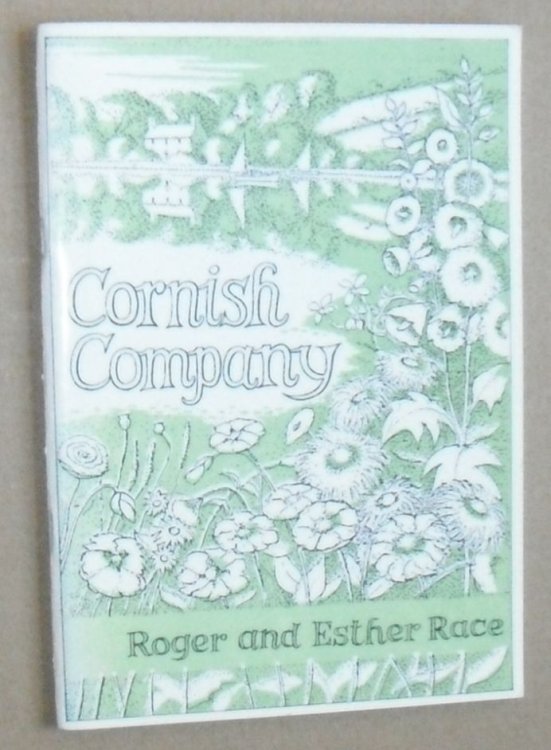 Cornish
Company
Roger and Esther Race